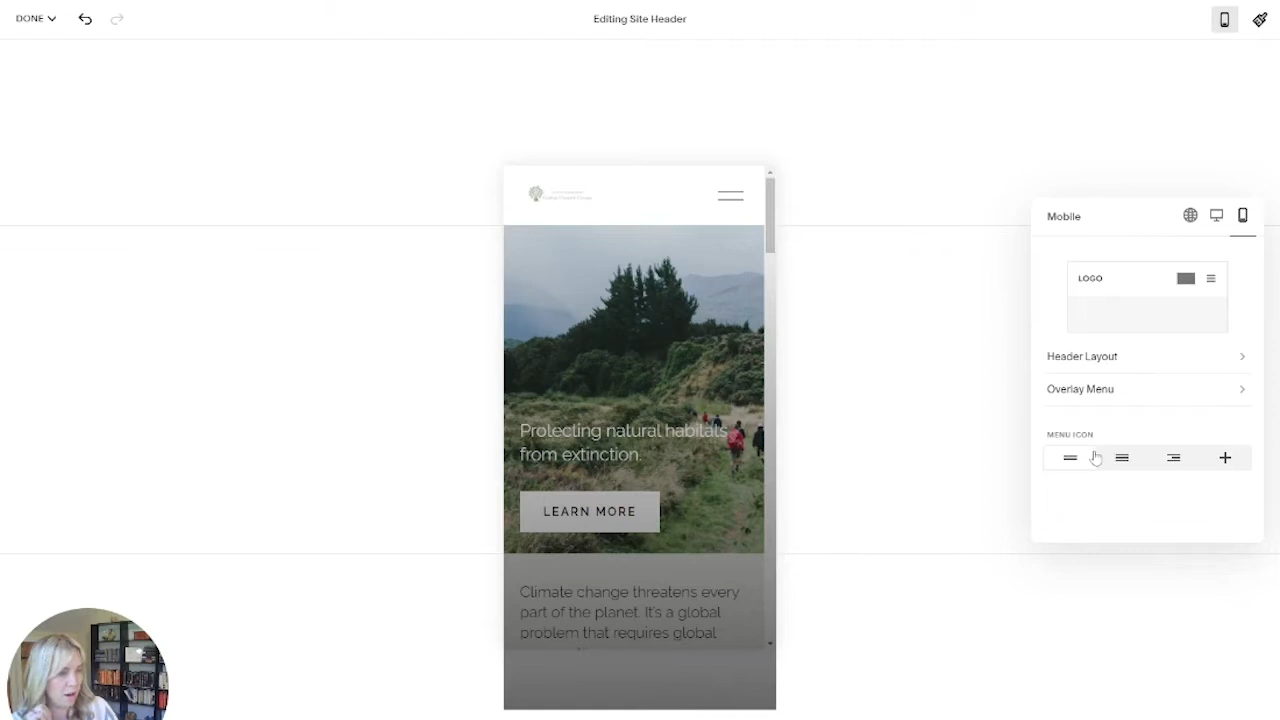 DONE
Editing Site Header
Mobile
LOGO
Header Layout
Overlay Menu
MENU ICON
Protecting natural habitats
from extinction.
LEARN MORE
Climate change threatens every
part of the planet. It's a global
problem that requires global